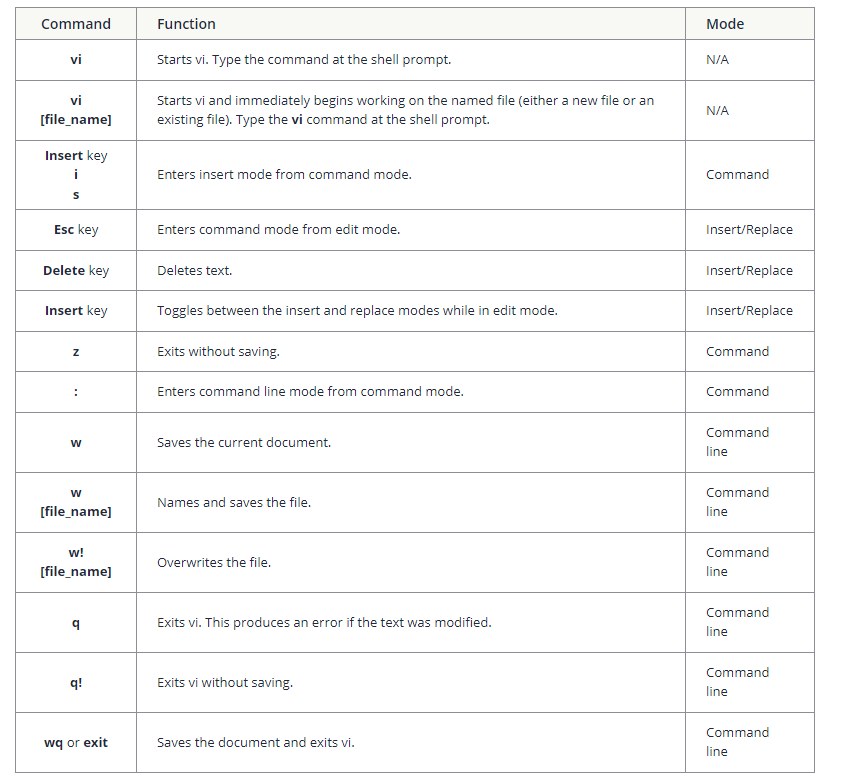 Command Function Mode
vi Starts vi. Type the command at the shell prompt. N/A
vi
[file_name]
Starts vi and immediately begins working on the named file (either a new file or an
existing file). Type the vi command at the shell prompt.
N/A
Insert key
i
s
Enters insert mode from command mode.
Command
Esc key Enters command mode from edit mode. Insert/Replace
Delete key Deletes text. Insert/Replace
Insert key Toggles between the insert and replace modes while in edit mode. Insert/Replace
z Exits without saving. Command
: Enters command line mode from command mode. Command
w Saves the current document.
Command
line
w
[file_name]
Names and saves the file.
Command
line
w!
[file_name]
Overwrites the file.
Command
line
q Exits vi. This produces an error if the text was modified.
Command
line
q! Exits vi without saving.
Command
line
wq or exit Saves the document and exits vi.
Command
line